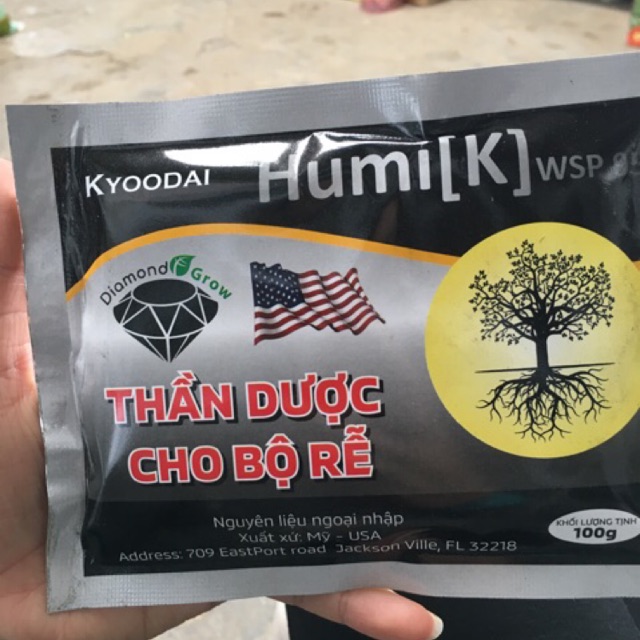 KYOODAI
Humi[K] WSP
Diamond
Grow
THẦN DƯỢC
CHO BỘ RỄ
Nguyên liệu ngoại nhập
Xuất xứ: Mỹ - USA
Address: 709 EastPort road Jackson Ville, FL 32218
KHỐI LƯỢNG TỊNH
100g